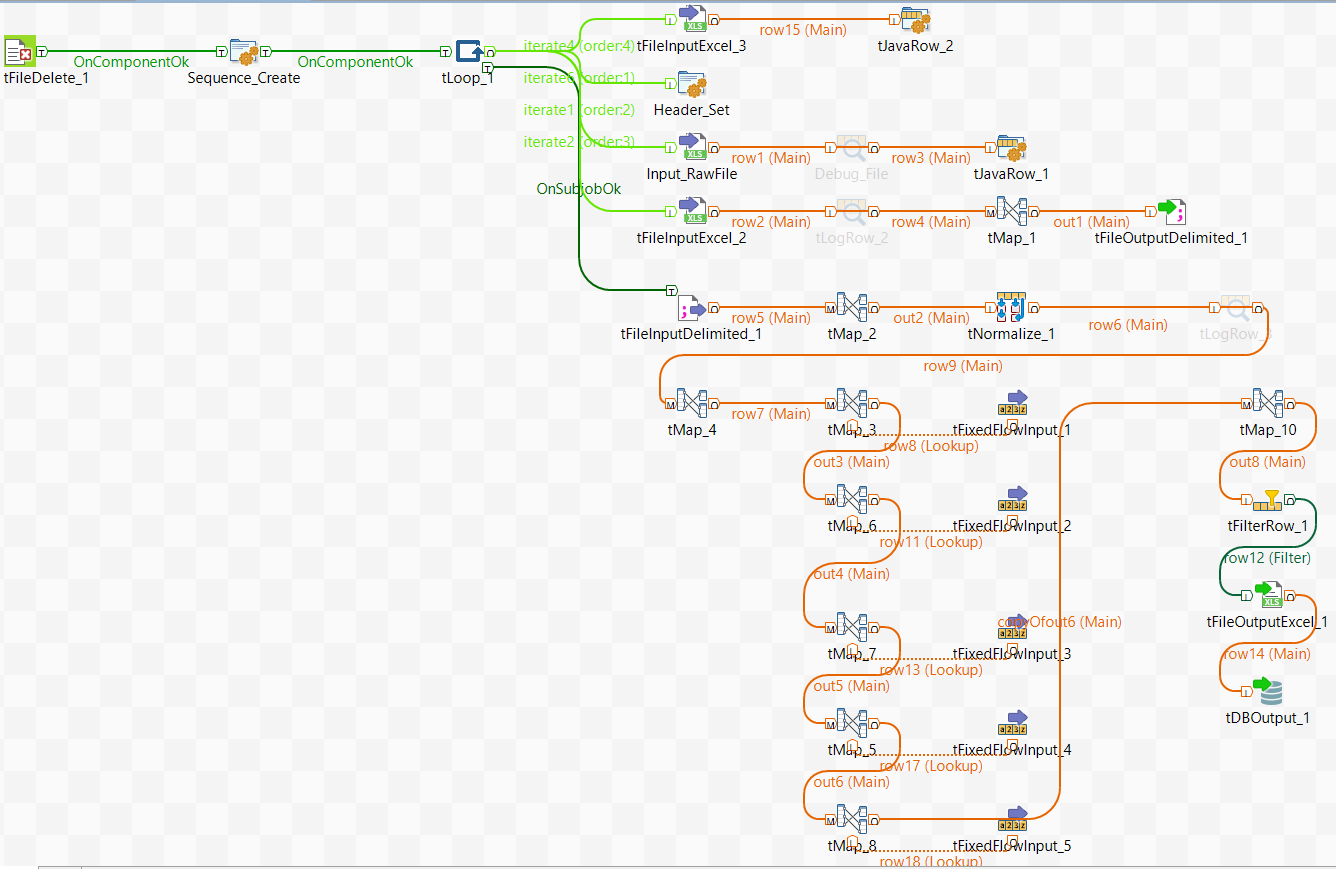 row15 (Main)
iterate4 (order:4)
tFileInputExcel_3
tJavaRow_2
OnComponentOk
OnComponentOk
tFileDelete_1
Sequence_Create
tLoop_1
iterate6 (order:1)
iterate1 (order:2)
Header_Set
iterate2 (order:3)
row1 (Main)
row3 (Main)
Input_RawFile
Debug_File
tJavaRow_1
OnSubjobOk
row2 (Main)
row4 (Main)
out1 (Main)
tFileInputExcel_2
tLogRow_2
tMap_1
tFileOutputDelimited_1
row5 (Main)
out2 (Main)
row6 (Main)
tFileInputDelimited_1
tMap_2
tNormalize_1
row9 (Main)
row7 (Main)
tMap_4
tMap_3
tFixedFlowInput_1
tMap_10
row8 (Lookup)
out3 (Main)
out8 (Main)
tMap_6
tFixedFlowInput_2
tFilterRow_1
row11 (Lookup)
row12 (Filter)
out4 (Main)
copyOfout6 (Main)
tFileOutputExcel_1
tMap_7
tFixedFlowInput_3
row14 (Main)
row13 (Lookup)
out5 (Main)
tDBOutput_1
tMap_5
tFixedFlowInput_4
row17 (Lookup)
out6 (Main)
tMap_8
tFixedFlowInput_5
row18 (Lookup)